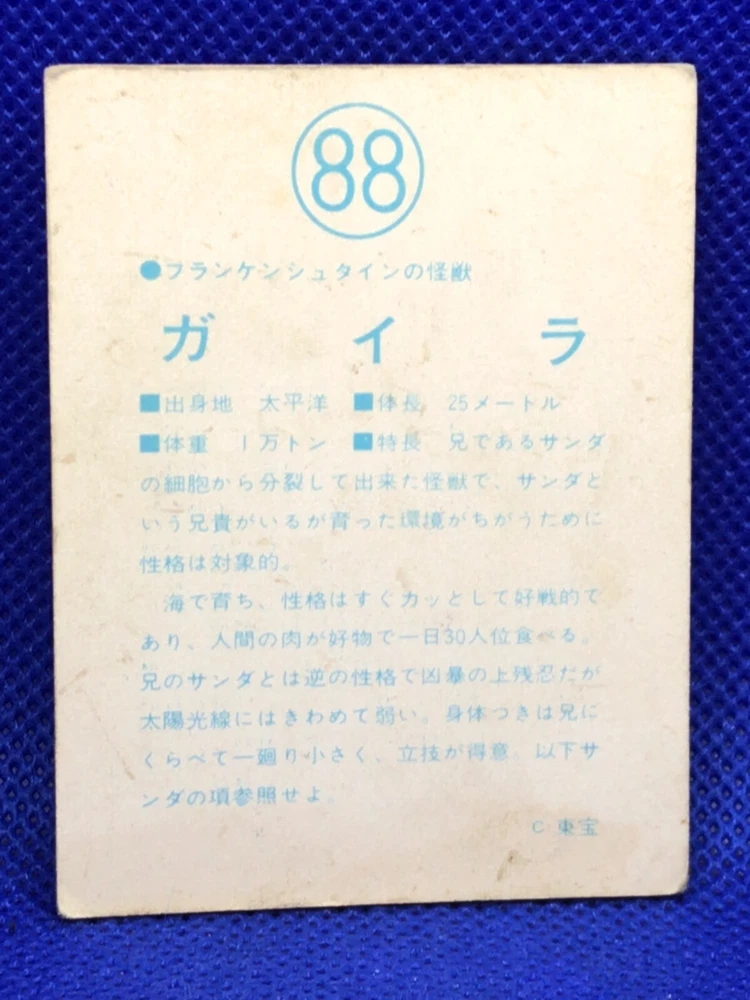 88
●フランケンシュタインの怪獣
ガイラ
■出身地　太平洋　■体長　25メートル
■体重　1万トン　■特長　兄であるサンダ
の細胞から分裂して出来た怪獣で、サンダと
いう兄貴がいるが育った環境がちがうために
性格は対象的。
　海で育ち、性格はすぐカッとして好戦的で
あり、人間の肉が好物で一日30人位食べる。
兄のサンダとは逆の性格で凶暴の上残忍だが
太陽光線にはきわめて弱い。身体つきは兄に
くらべて一廻り小さく、立技が得意。以下サ
ンダの項参照せよ。
C 東宝